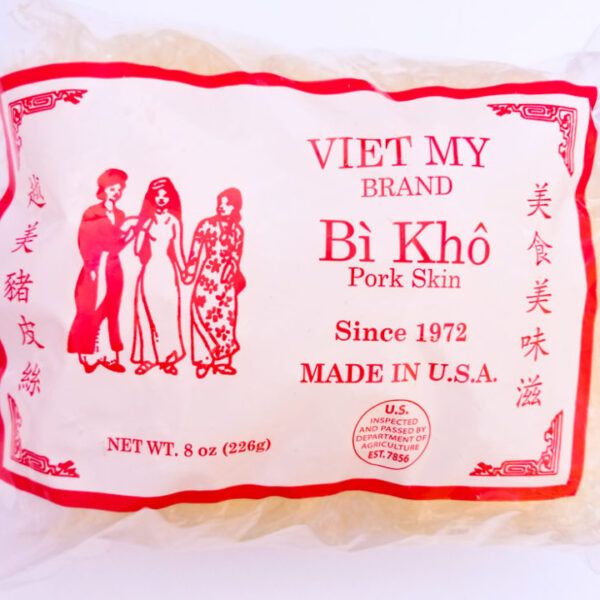 越美豬皮絲
VIET MY
BRAND
Bì Khô
Pork Skin
Since 1972
MADE IN U.S.A.
NET WT. 8 oz (226g)
U.S.
INSPECTED
AND PASSED BY
DEPARTMENT OF
AGRICULTURE
EST. 7856
美食美味滋